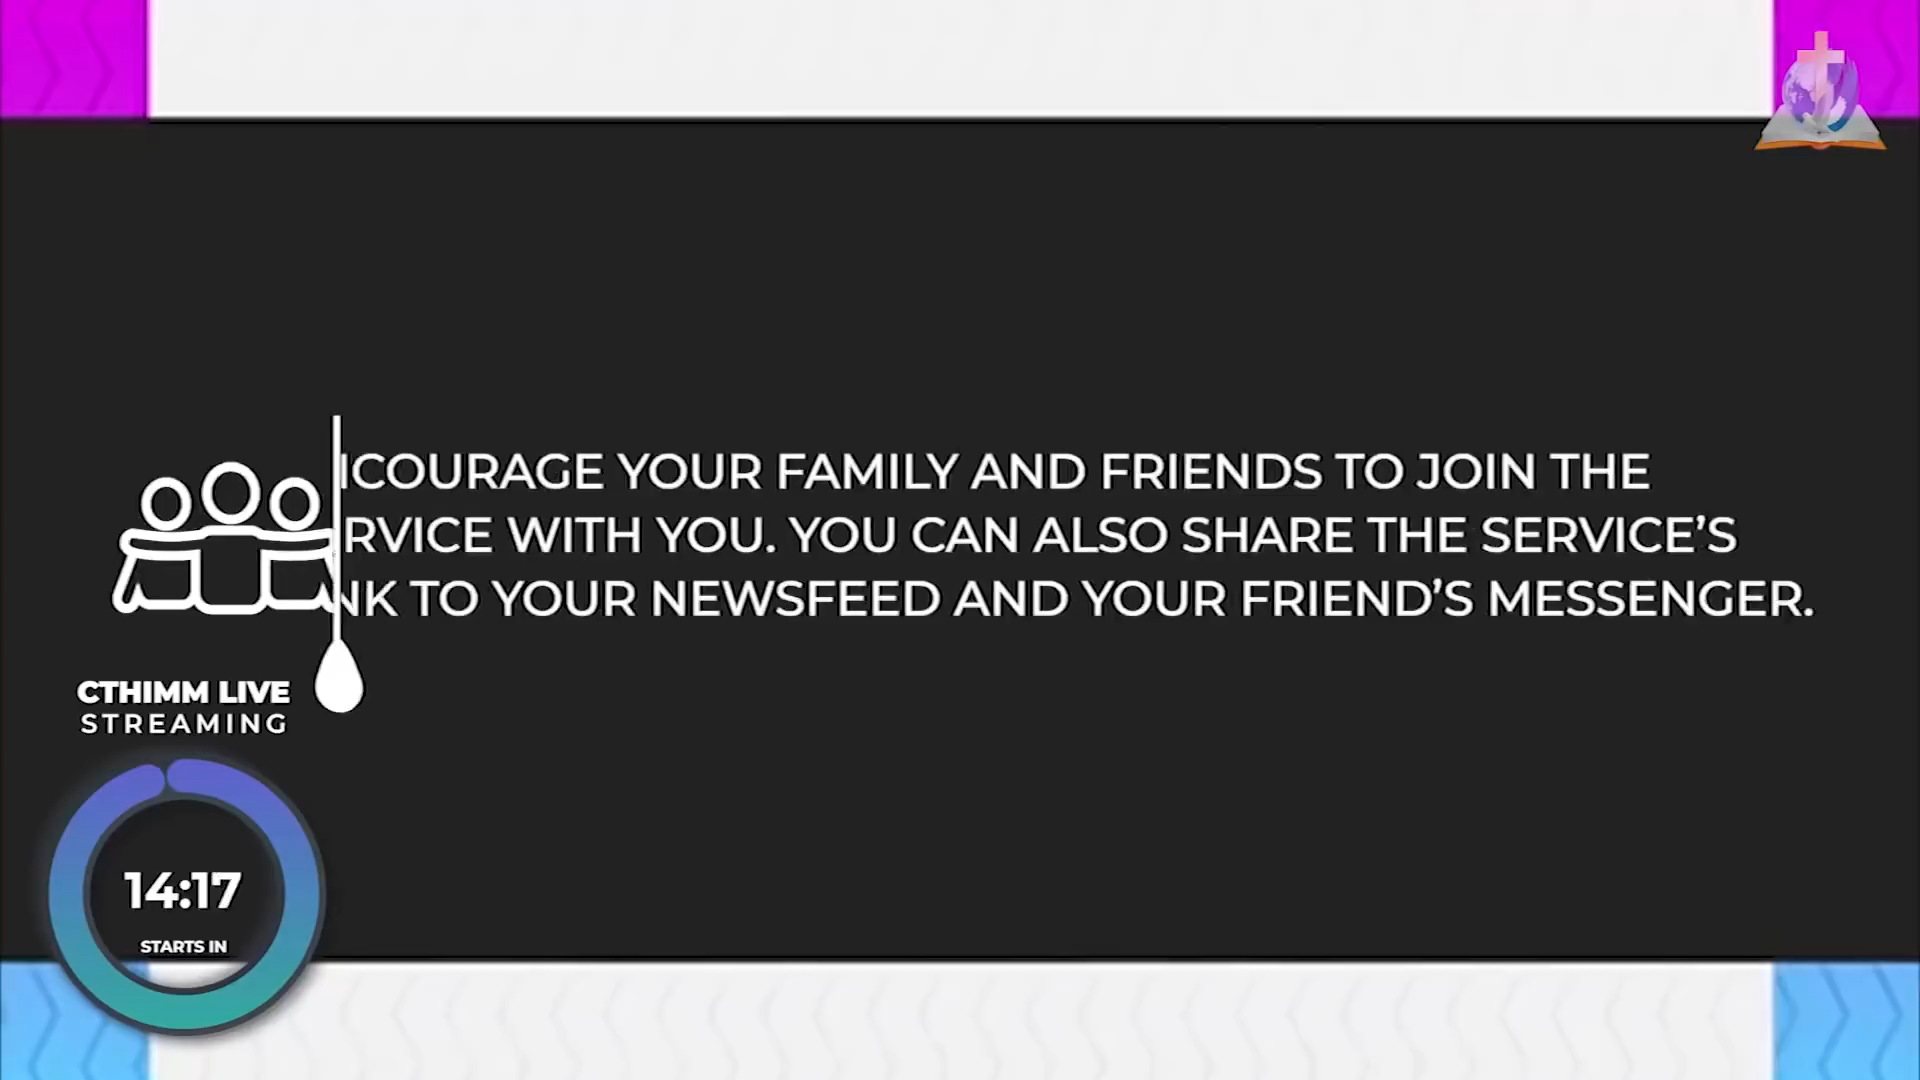 ICOURAGE YOUR FAMILY AND FRIENDS TO JOIN THE
RVICE WITH YOU. YOU CAN ALSO SHARE THE SERVICE’S
NK TO YOUR NEWSFEED AND YOUR FRIEND’S MESSENGER.
CTHIMM LIVE
STREAMING
14:17
STARTS IN